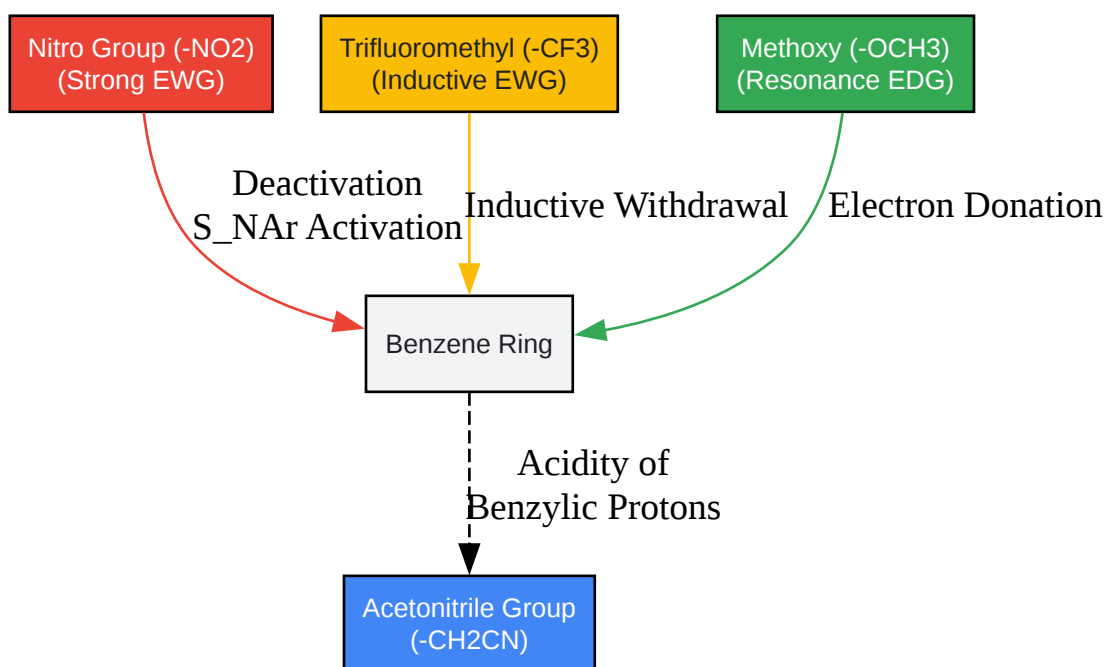 Nitro Group (-NO2)
(Strong EWG)
Trifluoromethyl (-CF3)
(Inductive EWG)
Methoxy (-OCH3)
(Resonance EDG)
Deactivation
S_NAr Activation
Inductive Withdrawal
Electron Donation
Benzene Ring
Acidity of
Benzylic Protons
Acetonitrile Group
(-CH2CN)